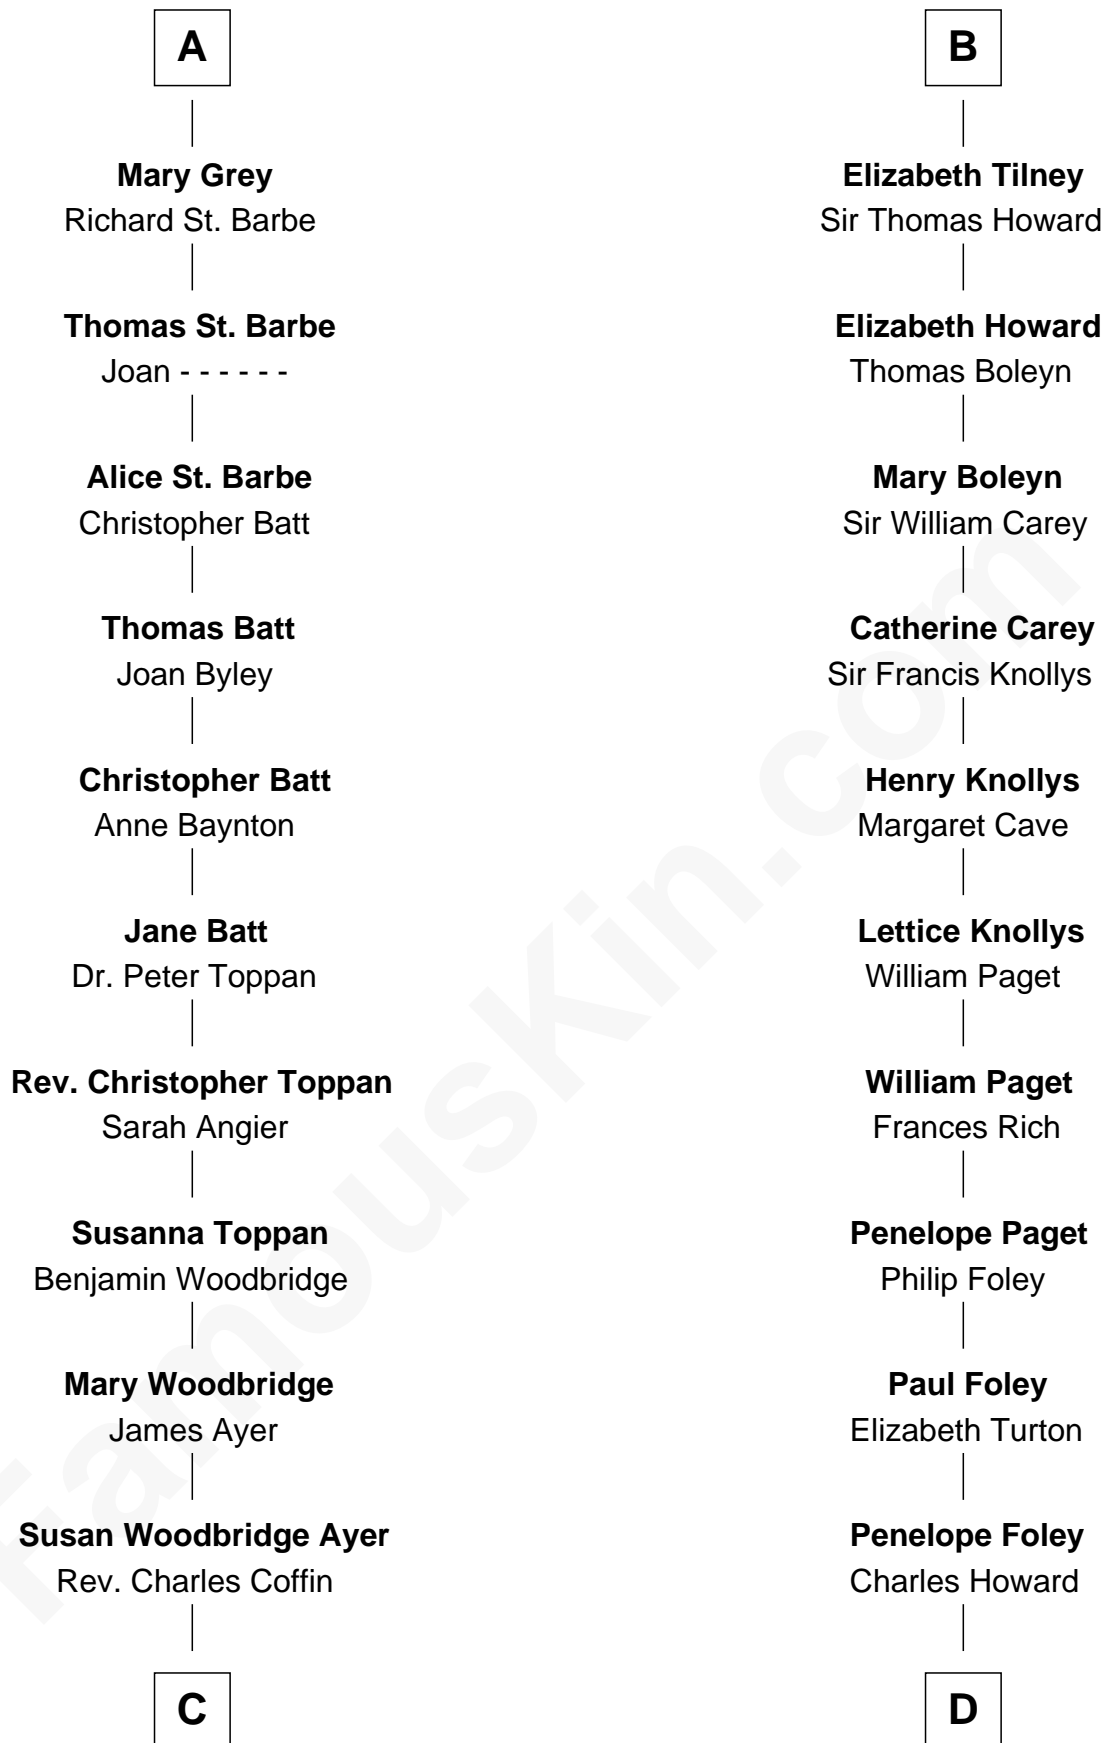 A
Mary Grey
Richard St. Barbe
Thomas St. Barbe
Joan - - - - - -
Alice St. Barbe
Christopher Batt
Thomas Batt
Joan Byley
Christopher Batt
Anne Baynton
Jane Batt
Dr. Peter Toppan
Rev. Christopher Toppan
Sarah Angier
Susanna Toppan
Benjamin Woodbridge
Mary Woodbridge
James Ayer
Susan Woodbridge Ayer
Rev. Charles Coffin
C
B
Elizabeth Tilney
Sir Thomas Howard
Elizabeth Howard
Thomas Boleyn
Mary Boleyn
Sir William Carey
Catherine Carey
Sir Francis Knollys
Henry Knollys
Margaret Cave
Lettice Knollys
William Paget
William Paget
Frances Rich
Penelope Paget
Philip Foley
Paul Foley
Elizabeth Turton
Penelope Foley
Charles Howard
D
FamousKin.com